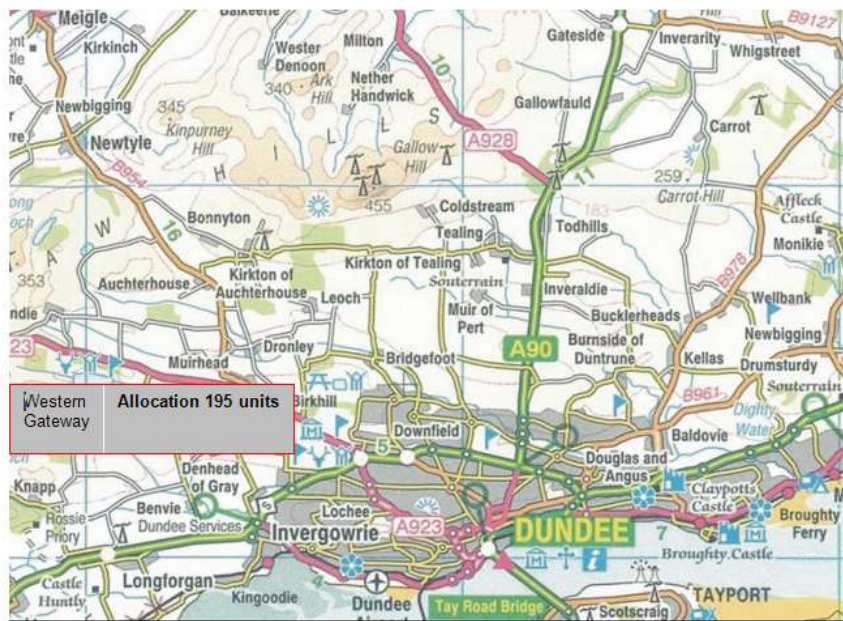 Meigle
Balkeerie
Kirkinch
Wester
Denoon
Milton
10
Gateside
Inverarity
Whigstreet
B9127
340
Ark
Hill
Nether
Handwick
Newbigging
345
Kinpurney
Hill
Newtyle
Gallowfauld
Carrot
H I L L S
Gallow
Hill
A928
11
B954
455
259
Carrot Hill
16
Bonnyton
Coldstream
Tealing
183
Todhills
Affleck
Castle
Monikie
W
353
Auchterhouse
Kirkton of
Auchterhouse
Kirkton of Tealing
Souterrain
Leoch
Muir of
Pert
Inveraldie
B978
Wellbank
ndie
Bucklerheads
Newbigging
23
Dronley
Muirhead
Bridgefoot
A90
Burnside of
Duntrune
Kellas
Drumsturdy
Souterrain
Western
Gateway
Allocation 195 units
Birkhill
B961
Downfield
Baldovie
Dighty
Water
5
Denhead
of Gray
Douglas and
Angus
Knapp
Claypotts
Castle
Benvie
Dundee Services
S
Rossie
Priory
Lochee
A923
Invergowrie
DUNDEE
7
Broughty
Ferry
Broughty Castle
M
Castle
Huntly
Longforgan
Kingoodie
4
Dundee
i
TAYPORT
Tay Road Bridge
Scotscraig